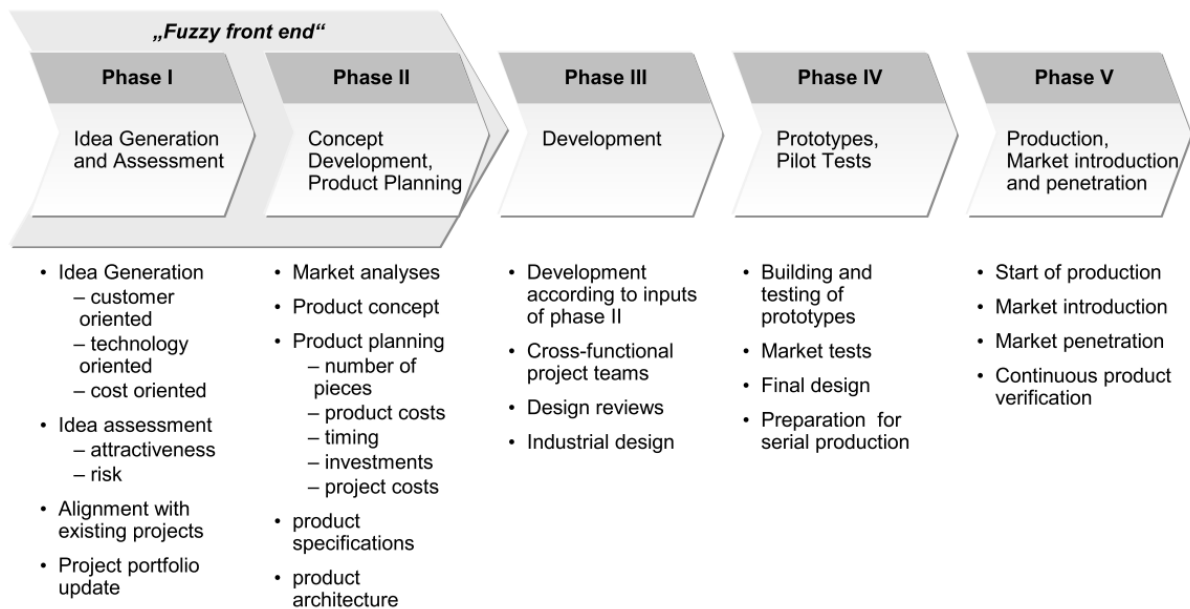 „Fuzzy front end“
Phase I
Idea Generation
and Assessment
• Idea Generation
– customer
oriented
– technology
oriented
– cost oriented
• Idea assessment
– attractiveness
– risk
• Alignment with
existing projects
• Project portfolio
update
Phase II
Concept
Development,
Product Planning
• Market analyses
• Product concept
• Product planning
– number of
pieces
– product costs
– timing
– investments
– project costs
• product
specifications
• product
architecture
Phase III
Development
• Development
according to inputs
of phase II
• Cross-functional
project teams
• Design reviews
• Industrial design
Phase IV
Prototypes,
Pilot Tests
• Building and
testing of
prototypes
• Market tests
• Final design
• Preparation for
serial production
Phase V
Production,
Market introduction
and penetration
• Start of production
• Market introduction
• Market penetration
• Continuous product
verification